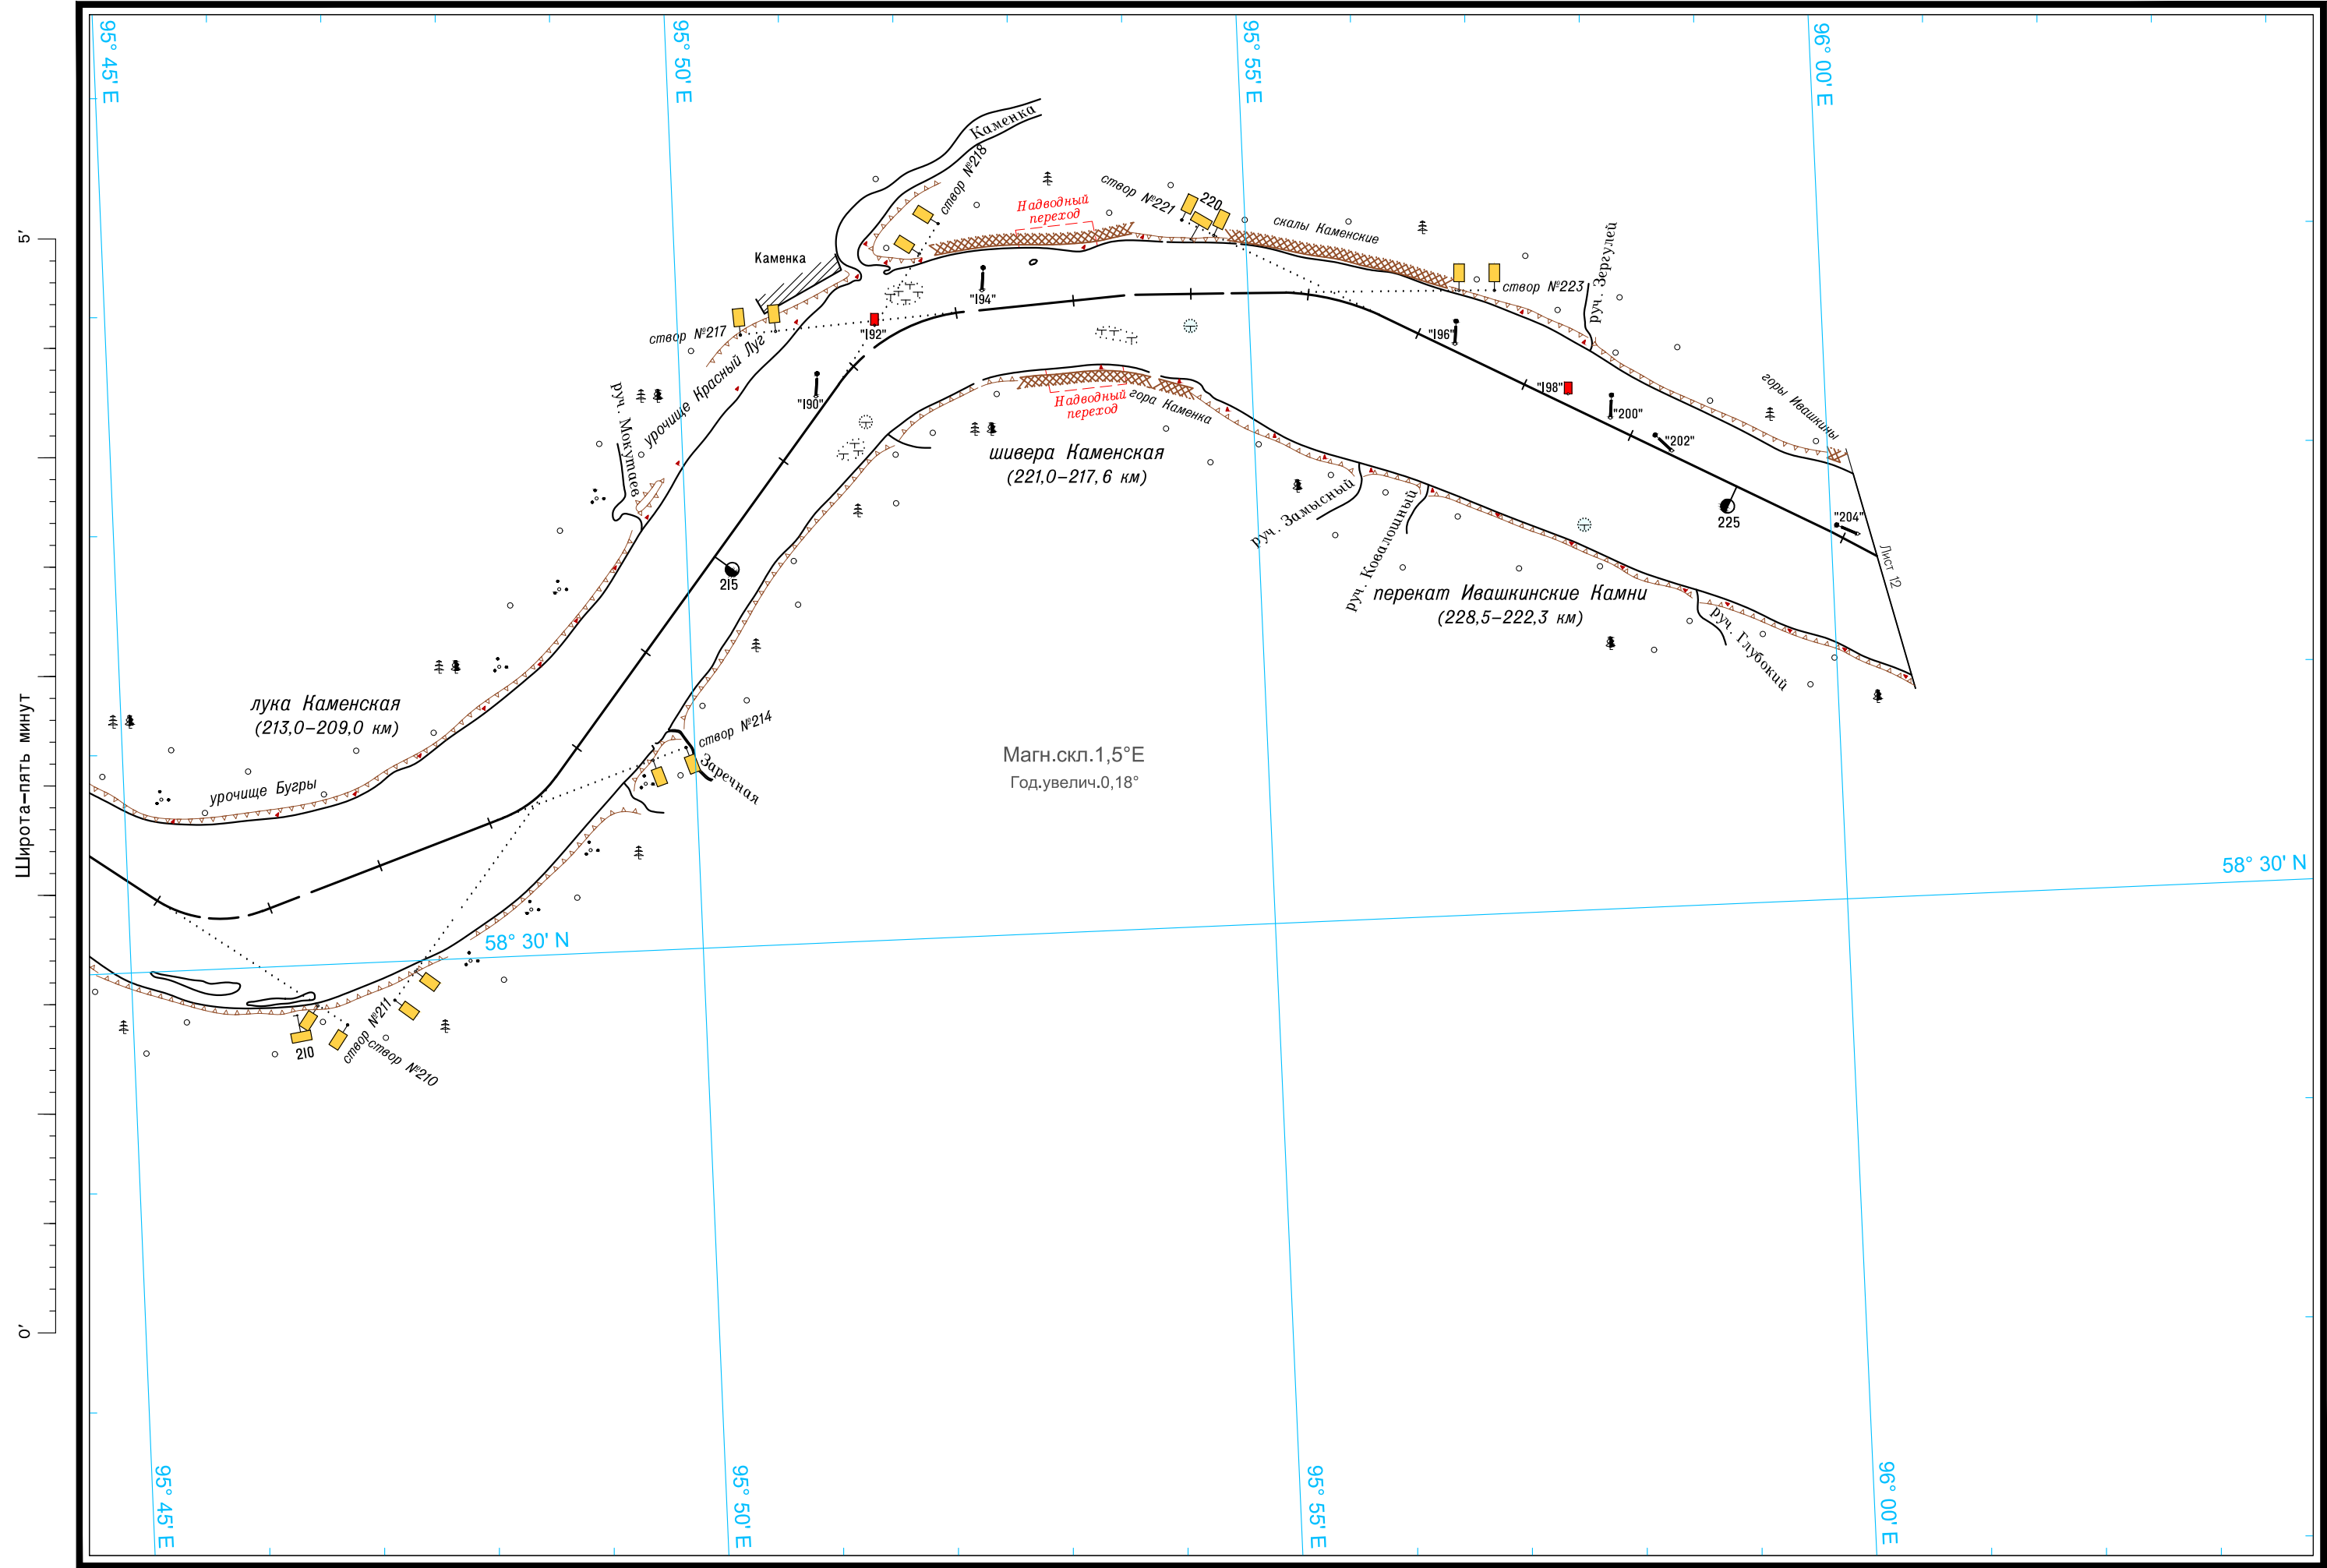 95° 45' E
95° 50' E
95° 55' E
96° 00' E
5'
Широта-пять минут
0'
Каменка
створ №218
Надводный
переход
створ №221
220
скалы Каменские
Каменка
"194"
створ №223
руч. Зергулей
створ №217
"192"
"196"
урочище Красный Луг
"190"
"198"
"200"
"202"
"204"
горы Ивашкины
руч. Мокутаев
Надводный
переход
гора Каменка
шивера Каменская
(221,0-217,6 км)
руч. Замысный
руч. Ковалошный
225
Лист 12
215
перекат Ивашкинские Камни
(228,5-222,3 км)
руч. Глубокий
лука Каменская
(213,0-209,0 км)
створ №214
Заречная
Магн.скл.1,5°E
Год.увелич.0,18°
урочище Бугры
58° 30' N
58° 30' N
створ №211
210
створ №210
95° 45' E
95° 50' E
95° 55' E
96° 00' E